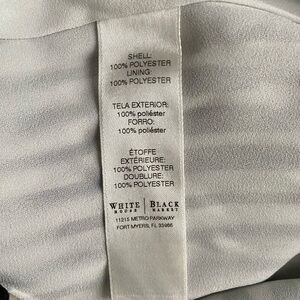 SHELL:
100% POLYESTER
LINING:
100% POLYESTER
TELA EXTERIOR:
100% poliéster
FORRO:
100% poliéster
ÉTOFFE
EXTÉRIEURE:
100% POLYESTER
DOUBLURE:
100% POLYESTER
WHITE | BLACK
HOUSE | MARKET
11215 METRO PARKWAY
FORT MYERS, FL 33966